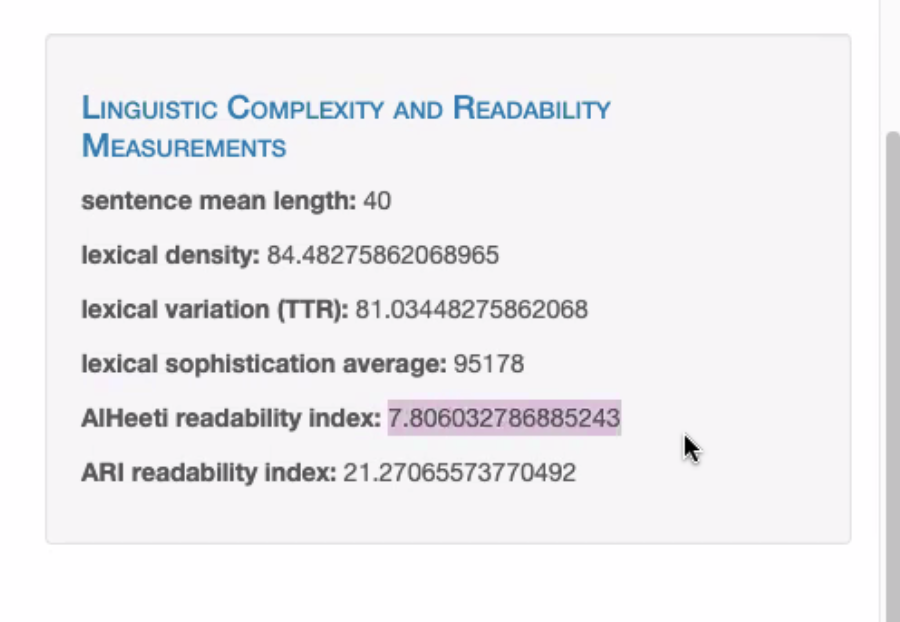 Linguistic Complexity and Readability
Measurements
sentence mean length: 40
lexical density: 84.48275862068965
lexical variation (TTR): 81.03448275862068
lexical sophistication average: 95178
AlHeeti readability index: 7.806032786885243
ARI readability index: 21.27065573770492